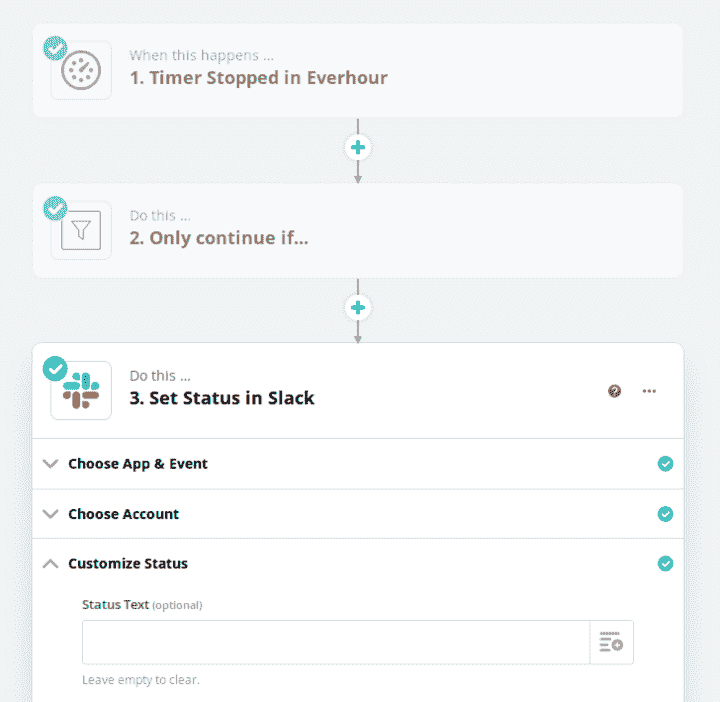 When this happens ...
1. Timer Stopped in Everhour
Do this ...
2. Only continue if...
Do this ...
3. Set Status in Slack
Choose App & Event
Choose Account
Customize Status
Status Text (optional)
Leave empty to clear.